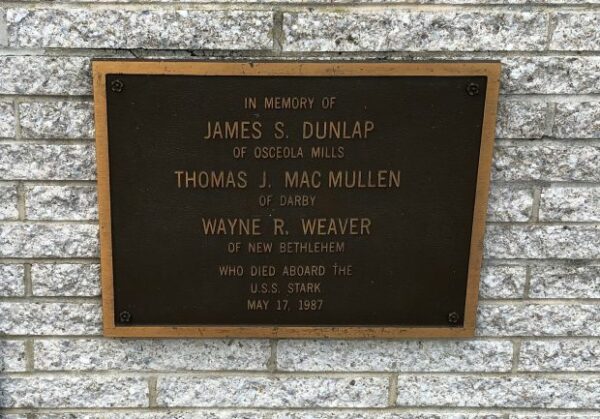 IN MEMORY OF
JAMES S. DUNLAP
OF OSCEOLA MILLS
THOMAS J. MAC MULLEN
OF DARBY
WAYNE R. WEAVER
OF NEW BETHLEHEM
WHO DIED ABOARD THE
U.S.S. STARK
MAY 17, 1987